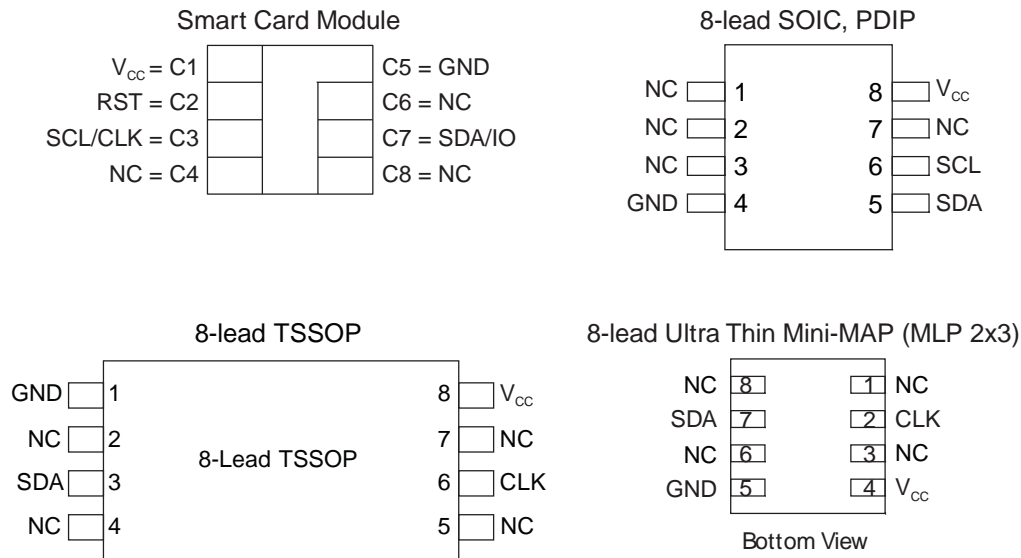 Smart Card Module
V_CC = C1
RST = C2
SCL/CLK = C3
NC = C4
C5 = GND
C6 = NC
C7 = SDA/IO
C8 = NC
8-lead SOIC, PDIP
NC 1 8 V_CC
NC 2 7 NC
NC 3 6 SCL
GND 4 5 SDA
8-lead TSSOP
GND 1 8 V_CC
NC 2 7 NC
8-Lead TSSOP
SDA 3 6 CLK
NC 4 5 NC
8-lead Ultra Thin Mini-MAP (MLP 2x3)
NC 8 1 NC
SDA 7 2 CLK
NC 6 3 NC
GND 5 4 V_CC
Bottom View